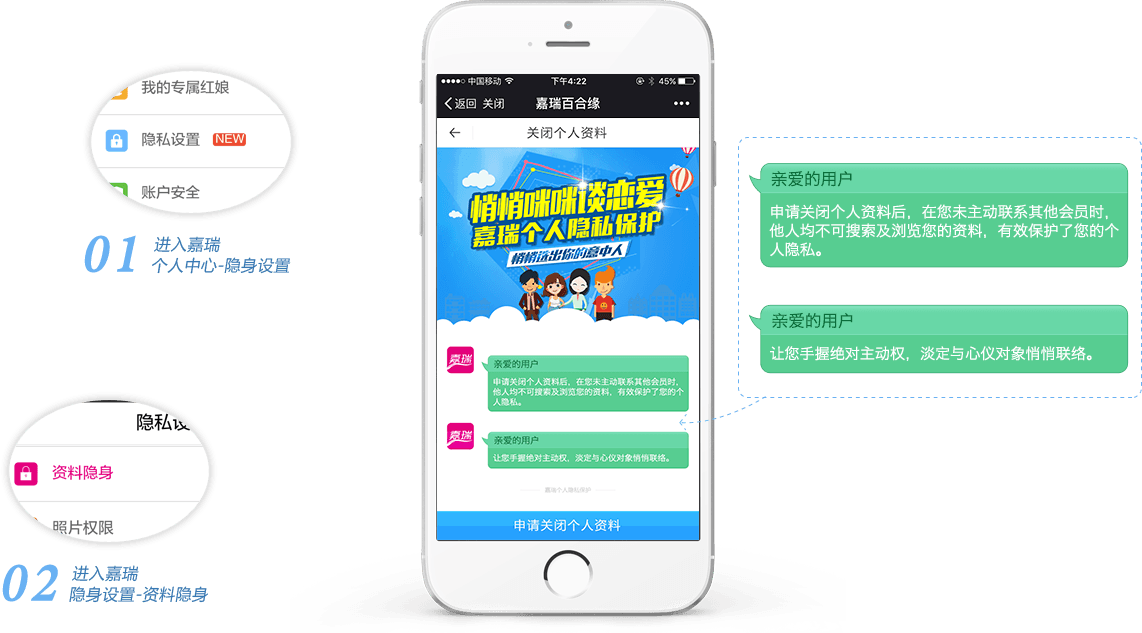 我的专属红娘
隐私设置 NEW
账户安全
01 进入嘉瑞
个人中心-隐身设置
隐私设
资料隐身
照片权限
02 进入嘉瑞
隐身设置-资料隐身
中国移动 下午4:22 45%
返回 关闭 嘉瑞百合缘
关闭个人资料
悄悄咪咪谈恋爱
嘉瑞个人隐私保护
悄悄选出你的意中人
嘉瑞
亲爱的用户
申请关闭个人资料后，在您未主动联系其他会员时，
他人均不可搜索及浏览您的资料，有效保护了您的个
人隐私。
嘉瑞
亲爱的用户
让您手握绝对主动权，淡定与心仪对象悄悄联络。
嘉瑞个人隐私保护
申请关闭个人资料
亲爱的用户
申请关闭个人资料后，在您未主动联系其他会员时，
他人均不可搜索及浏览您的资料，有效保护了您的个
人隐私。
亲爱的用户
让您手握绝对主动权，淡定与心仪对象悄悄联络。